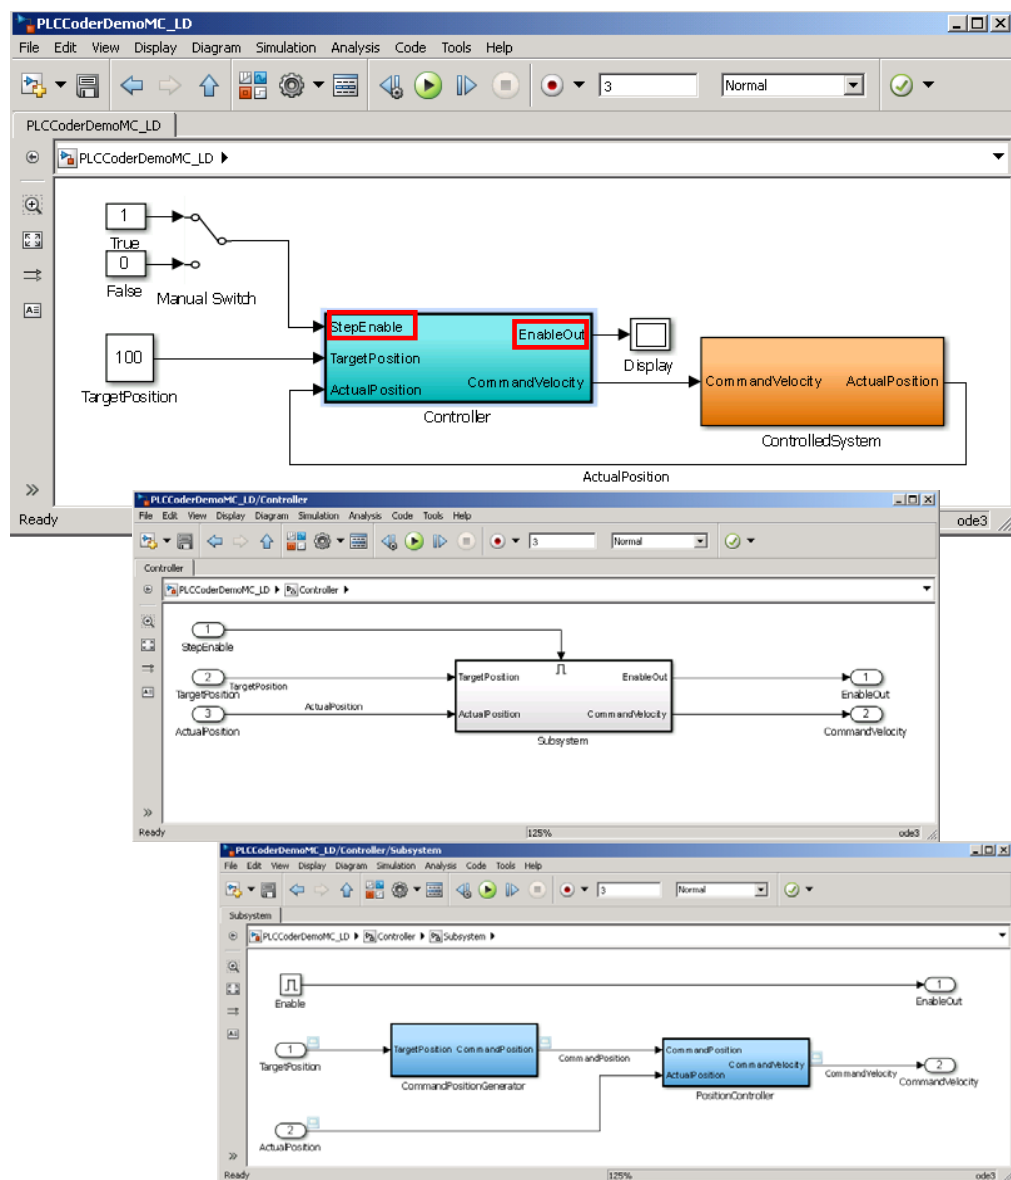 PLCCoderDemoMC_LD
File Edit View Display Diagram Simulation Analysis Code Tools Help
3 Normal
PLCCoderDemoMC_LD
PLCCoderDemoMC_LD
1
True
0
False
Manual Switch
StepEnable
EnableOut
100
TargetPosition
Display
TargetPosition
CommandVelocity
ActualPosition
CommandVelocity ActualPosition
Controller
ControlledSystem
ActualPosition
Ready
ode3
PLCCoderDemoMC_LD/Controller
File Edit View Display Diagram Simulation Analysis Code Tools Help
3 Normal
Controller
PLCCoderDemoMC_LD Controller
1
StepEnable
2
TargetPosition
TargetPosition
TargetPosition EnableOut
1
EnableOut
3
ActualPosition
ActualPosition
ActualPosition CommandVelocity
2
CommandVelocity
Subsystem
Ready 125% ode3
PLCCoderDemoMC_LD/Controller/Subsystem
File Edit View Display Diagram Simulation Analysis Code Tools Help
3 Normal
Subsystem
PLCCoderDemoMC_LD Controller Subsystem
Enable
1
EnableOut
1
TargetPosition
TargetPosition CommandPosition
CommandPositionGenerator
CommandPosition
CommandPosition
CommandVelocity
ActualPosition
PositionController
CommandVelocity
2
CommandVelocity
2
ActualPosition
Ready 125% ode3